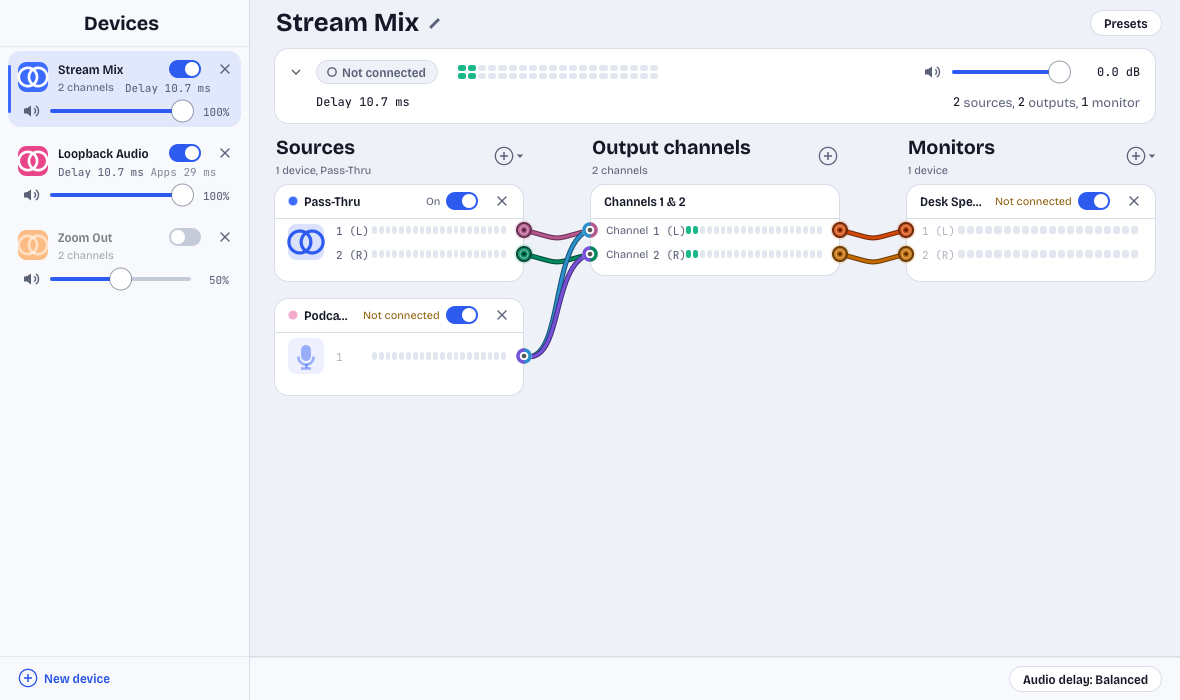 Devices
Stream Mix
2 channels Delay 10.7 ms
100%
Loopback Audio
Delay 10.7 ms Apps 29 ms
100%
Zoom Out
2 channels
50%
New device
Stream Mix
Presets
Not connected
0.0 dB
Delay 10.7 ms
2 sources, 2 outputs, 1 monitor
Sources
1 device, Pass-Thru
Pass-Thru On
1 (L)
2 (R)
Podca... Not connected
1
Output channels
2 channels
Channels 1 & 2
Channel 1 (L)
Channel 2 (R)
Monitors
1 device
Desk Spe... Not connected
1 (L)
2 (R)
Audio delay: Balanced